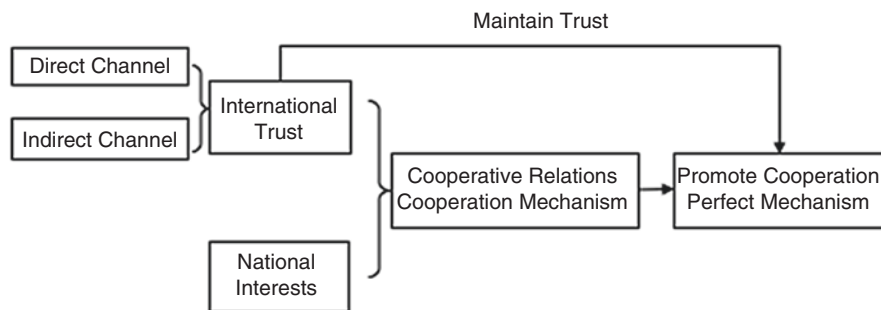 Maintain Trust
Direct Channel
Indirect Channel
International
Trust
Cooperative Relations
Cooperation Mechanism
Promote Cooperation
Perfect Mechanism
National
Interests